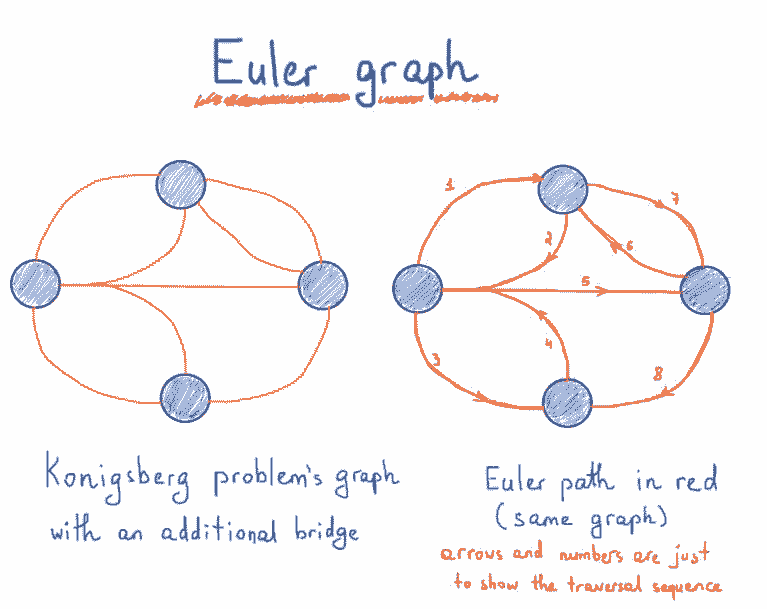 Euler graph
1
7
2
6
5
3
4
8
Konigsberg problem's graph
with an additional bridge
Euler path in red
(same graph)
arrows and numbers are just
to show the traversal sequence